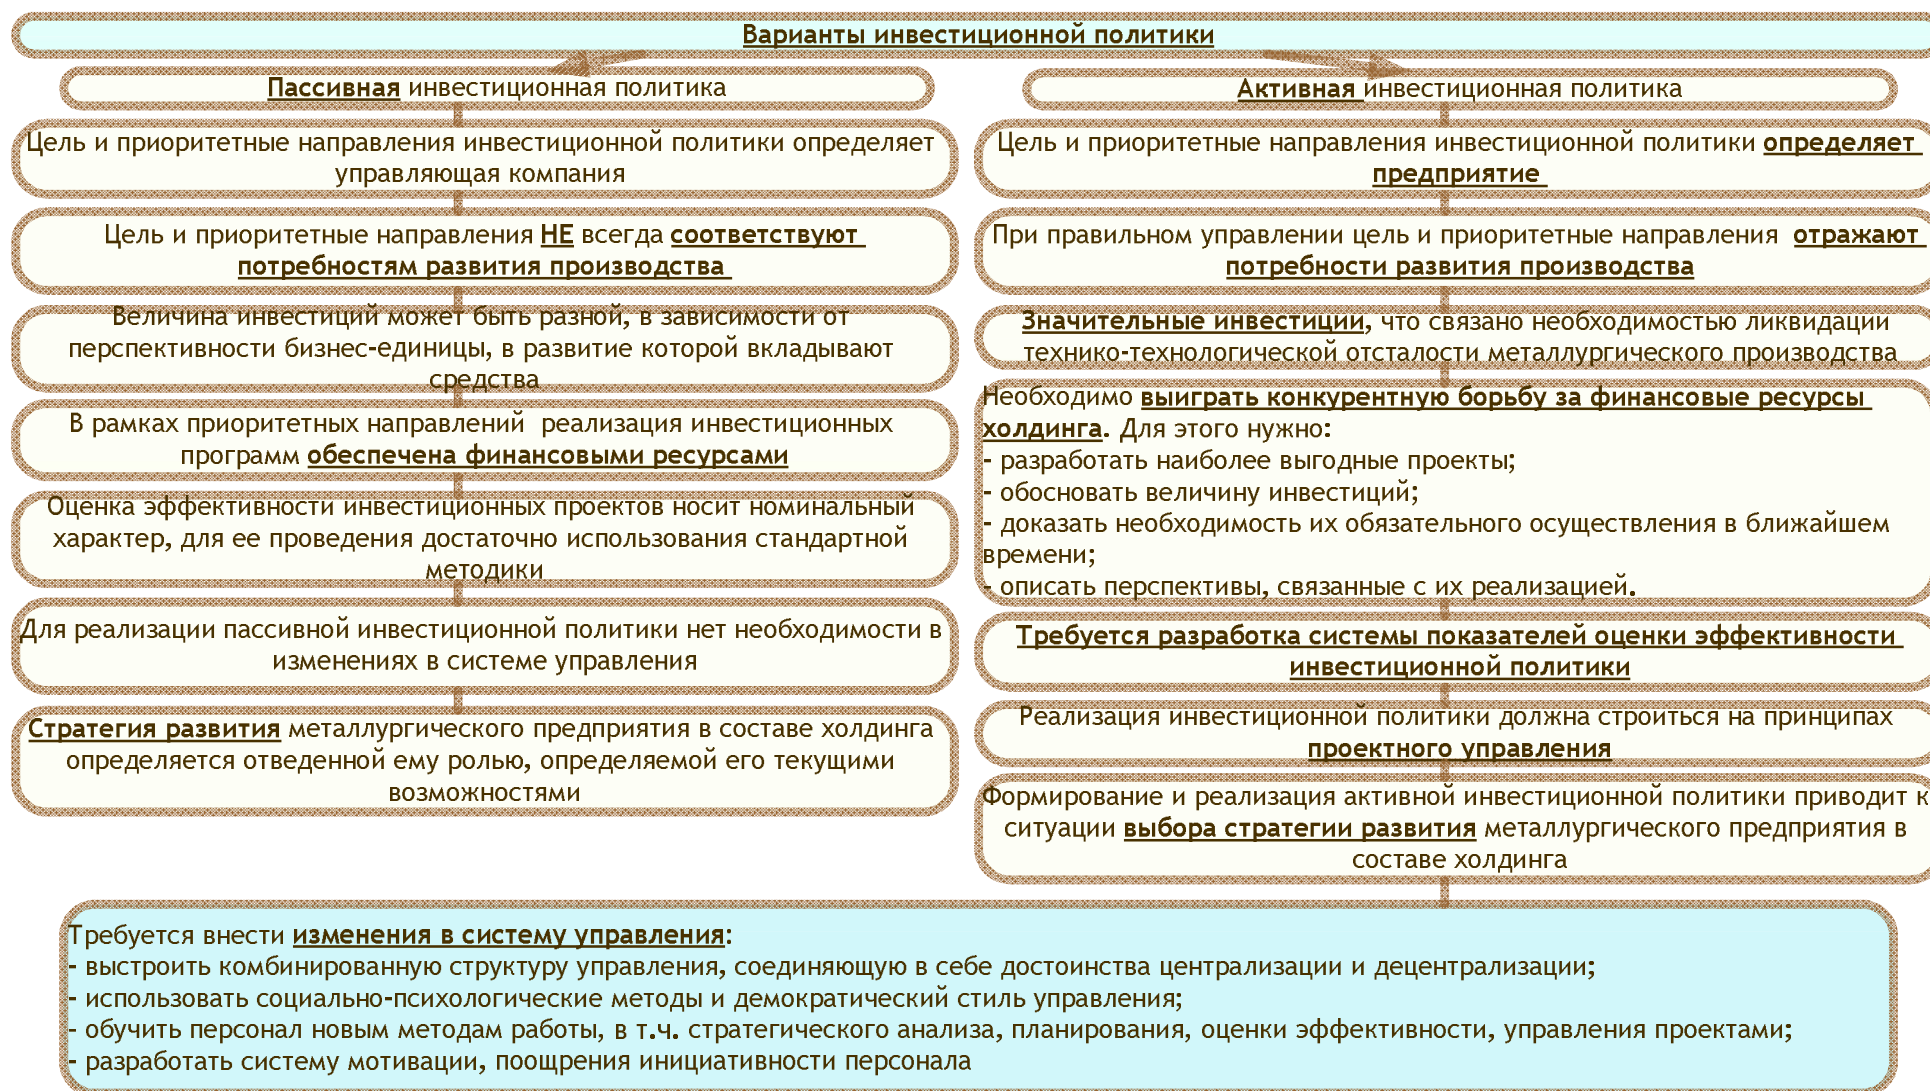 Варианты инвестиционной политики
Пассивная инвестиционная политика
Цель и приоритетные направления инвестиционной политики определяет
управляющая компания
Цель и приоритетные направления НЕ всегда соответствуют
потребностям развития производства
Величина инвестиций может быть разной, в зависимости от
перспективности бизнес-единицы, в развитие которой вкладывают
средства
В рамках приоритетных направлений реализация инвестиционных
программ обеспечена финансовыми ресурсами
Оценка эффективности инвестиционных проектов носит номинальный
характер, для ее проведения достаточно использования стандартной
методики
Для реализации пассивной инвестиционной политики нет необходимости в
изменениях в системе управления
Стратегия развития металлургического предприятия в составе холдинга
определяется отведенной ему ролью, определяемой его текущими
возможностями
Активная инвестиционная политика
Цель и приоритетные направления инвестиционной политики определяет
предприятие
При правильном управлении цель и приоритетные направления отражают
потребности развития производства
Значительные инвестиции, что связано необходимостью ликвидации
технико-технологической отсталости металлургического производства
Необходимо выиграть конкурентную борьбу за финансовые ресурсы
холдинга. Для этого нужно:
- разработать наиболее выгодные проекты;
- обосновать величину инвестиций;
- доказать необходимость их обязательного осуществления в ближайшем
времени;
- описать перспективы, связанные с их реализацией.
Требуется разработка системы показателей оценки эффективности
инвестиционной политики
Реализация инвестиционной политики должна строиться на принципах
проектного управления
Формирование и реализация активной инвестиционной политики приводит к
ситуации выбора стратегии развития металлургического предприятия в
составе холдинга
Требуется внести изменения в систему управления:
- выстроить комбинированную структуру управления, соединяющую в себе достоинства централизации и децентрализации;
- использовать социально-психологические методы и демократический стиль управления;
- обучить персонал новым методам работы, в т.ч. стратегического анализа, планирования, оценки эффективности, управления проектами;
- разработать систему мотивации, поощрения инициативности персонала